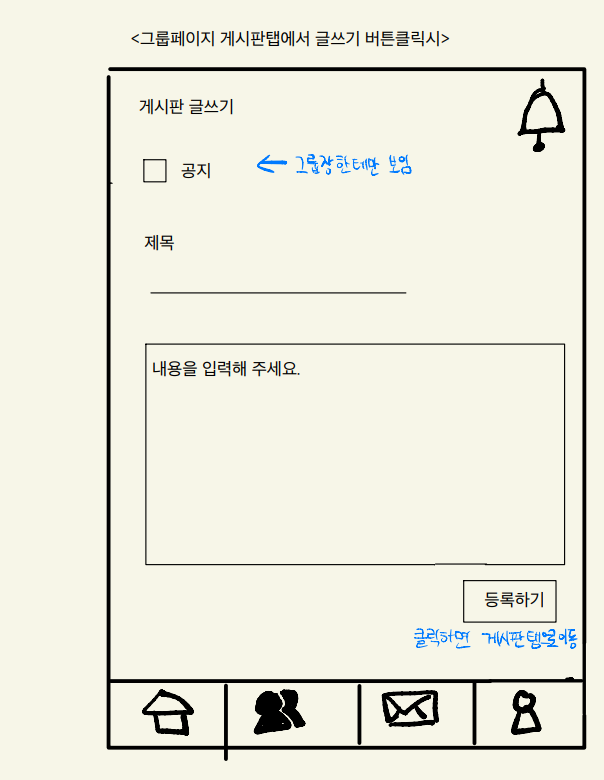 <그룹페이지 게시판탭에서 글쓰기 버튼클릭시>
게시판 글쓰기
공지
그룹장한테만 보임
제목
내용을 입력해 주세요.
등록하기
클릭하면 게시판탭으로이동